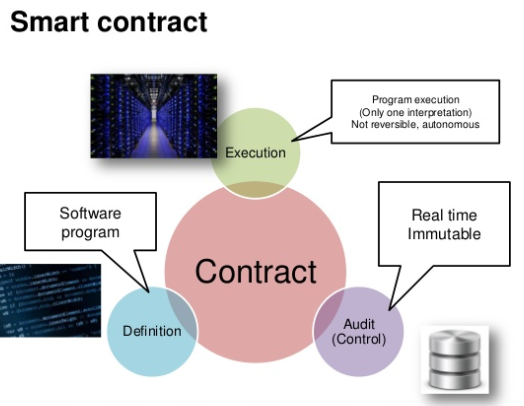 Smart contract
Program execution
(Only one interpretation)
Not reversible, autonomous
Execution
Software
program
Real time
Immutable
Contract
Definition
Audit
(Control)